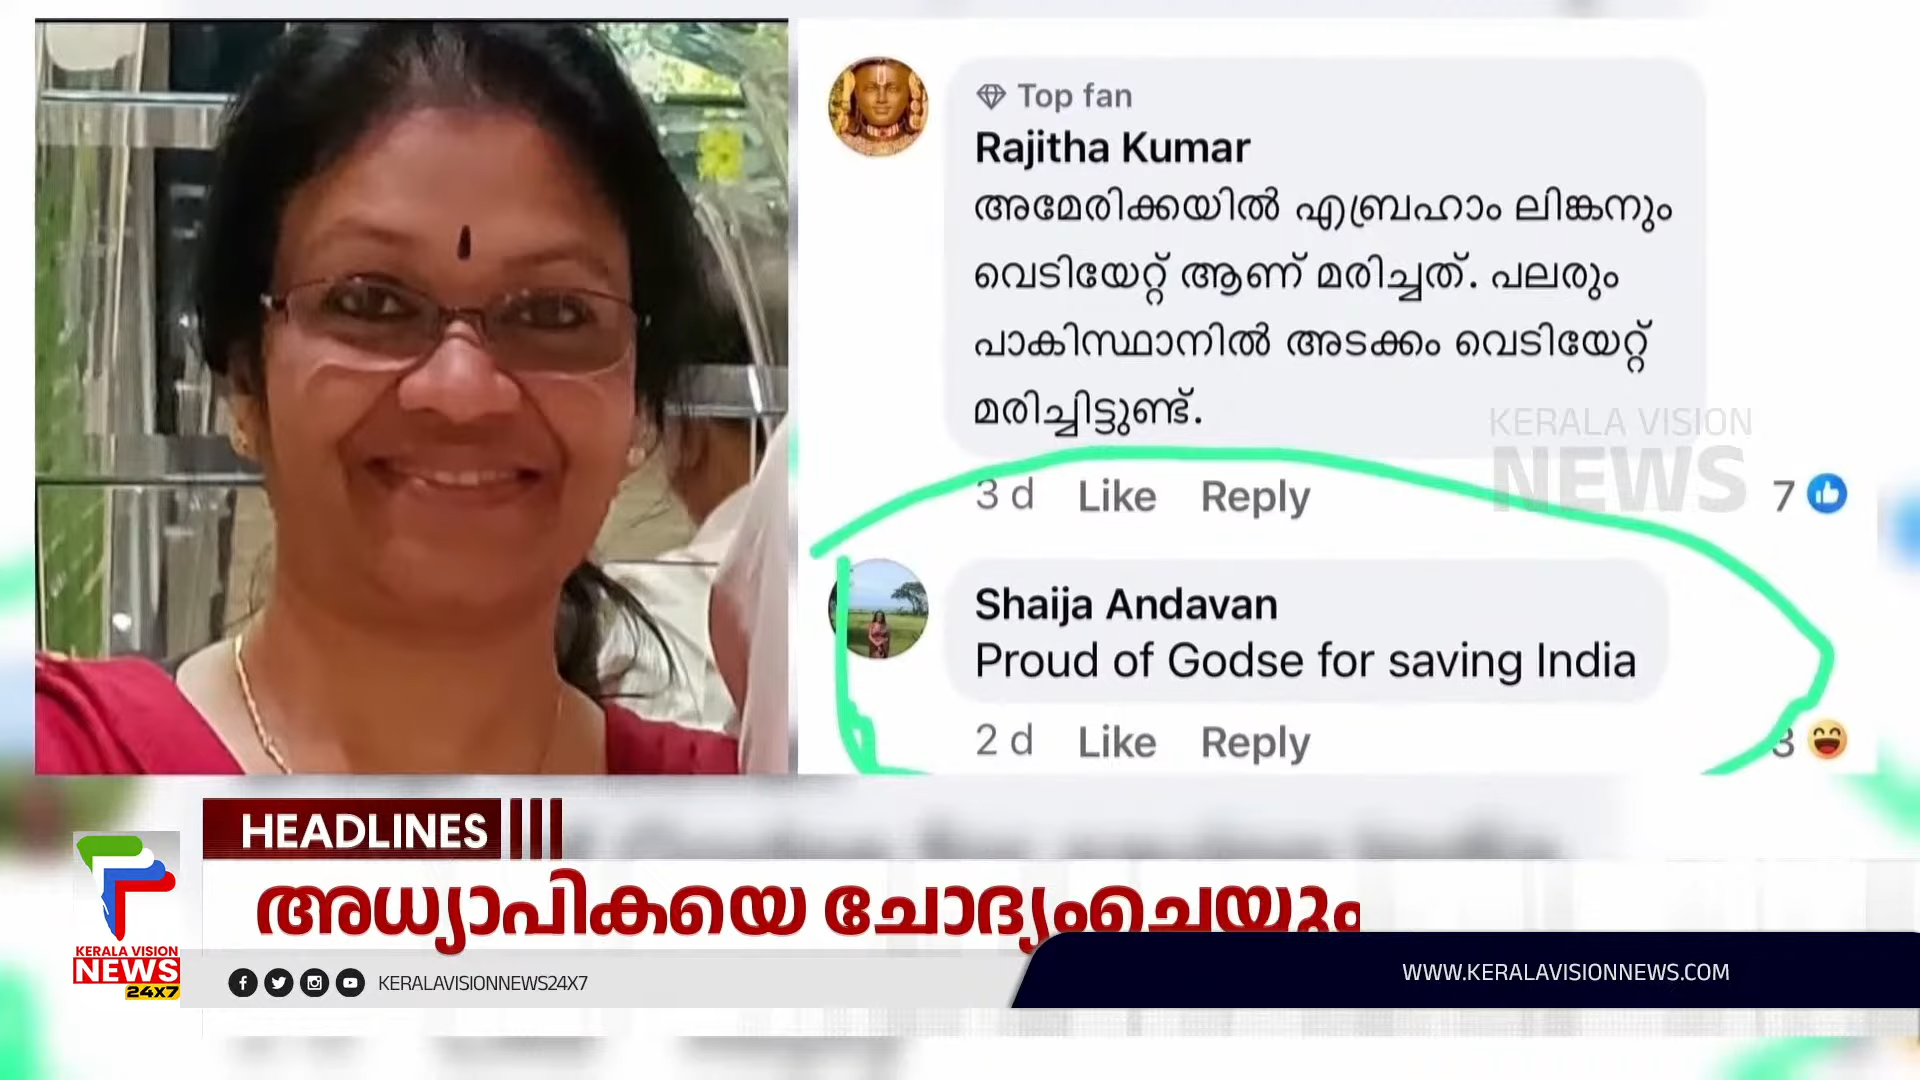 Top fan
Rajitha Kumar
അമേരിക്കയിൽ എബ്രഹാം ലിങ്കനും
വെടിയേറ്റ് ആണ് മരിച്ചത്. പലരും
പാകിസ്ഥാനിൽ അടക്കം വെടിയേറ്റ്
മരിച്ചിട്ടുണ്ട്.
3 d Like Reply 7
KERALA VISION
NEWS
Shaija Andavan
Proud of Godse for saving India
2 d Like Reply 3
HEADLINES
അധ്യാപികയെ ചോദ്യംചെയ്യും
KERALA VISION
NEWS
24X7
KERALAVISIONNEWS24X7
WWW.KERALAVISIONNEWS.COM